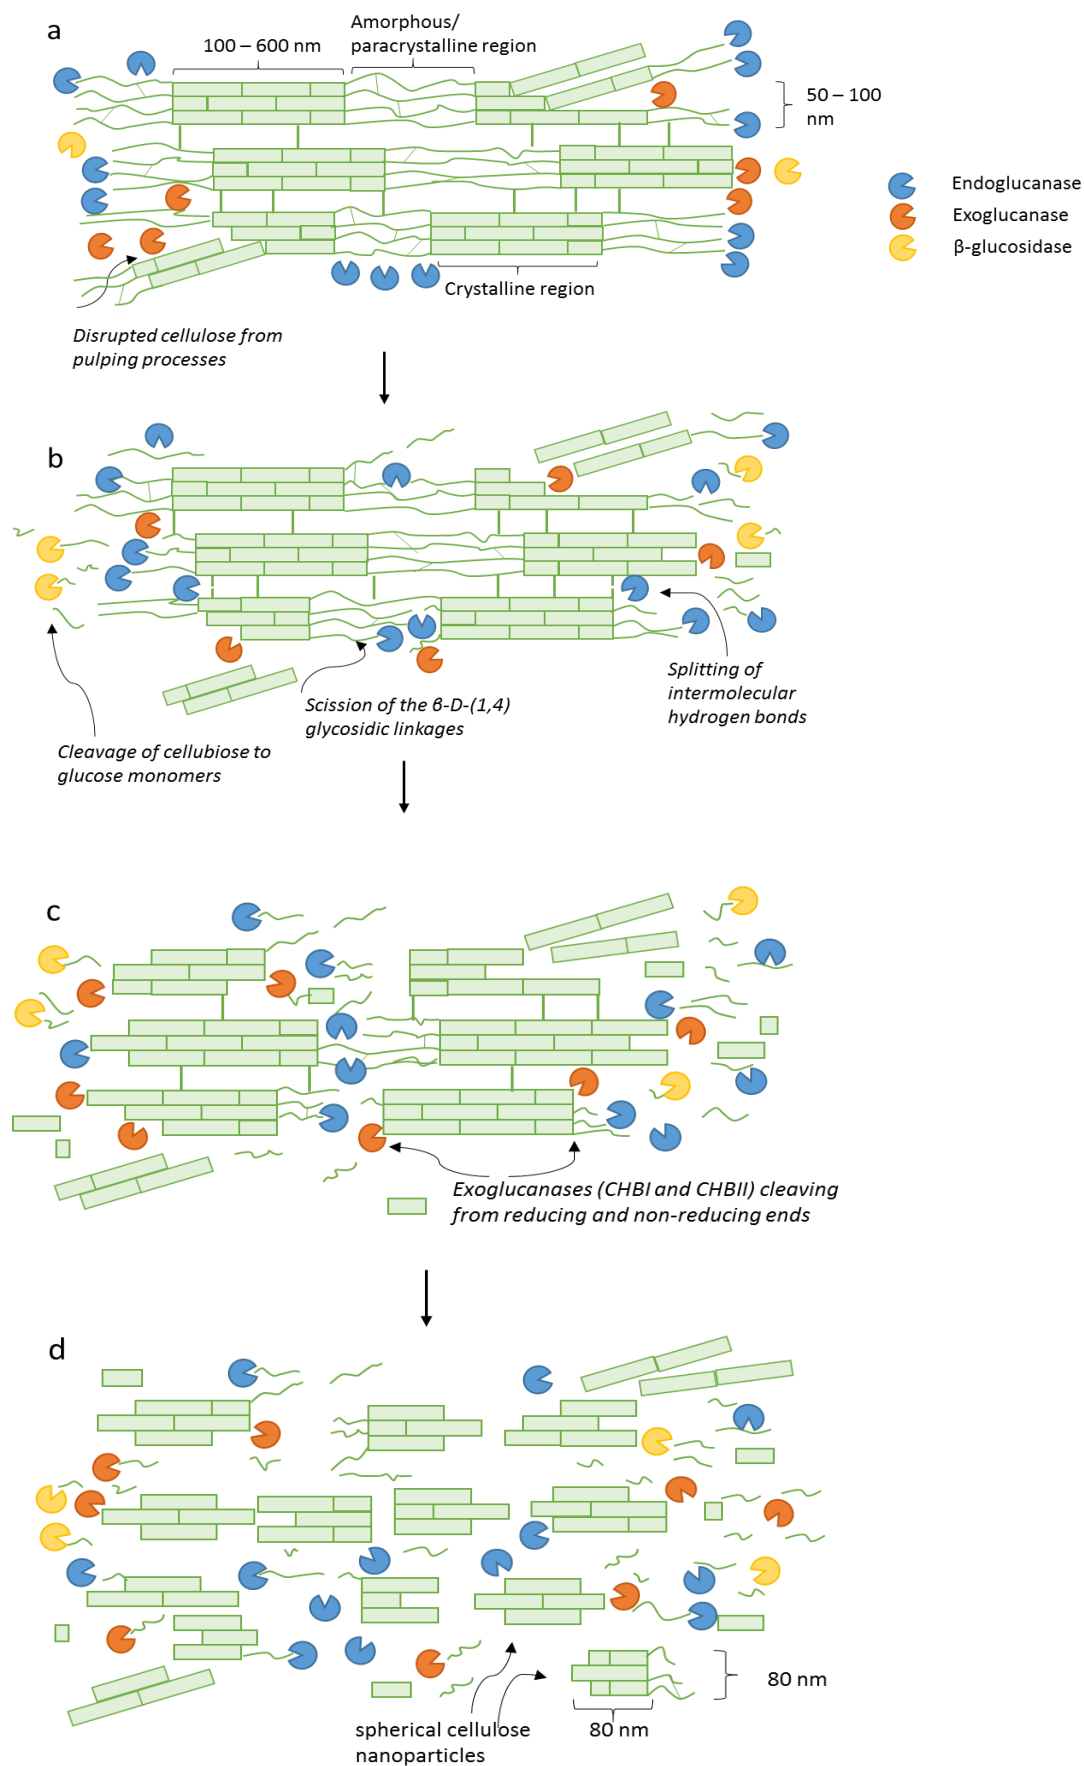 a
Amorphous/
paracrystalline region
100 – 600 nm
50 – 100
nm
Endoglucanase
Exoglucanase
β-glucosidase
Crystalline region
Disrupted cellulose from
pulping processes
b
Splitting of
intermolecular
hydrogen bonds
Scission of the β-D-(1,4)
glycosidic linkages
Cleavage of cellubiose to
glucose monomers
c
Exoglucanases (CHBI and CHBII) cleaving
from reducing and non-reducing ends
d
80 nm
80 nm
spherical cellulose
nanoparticles